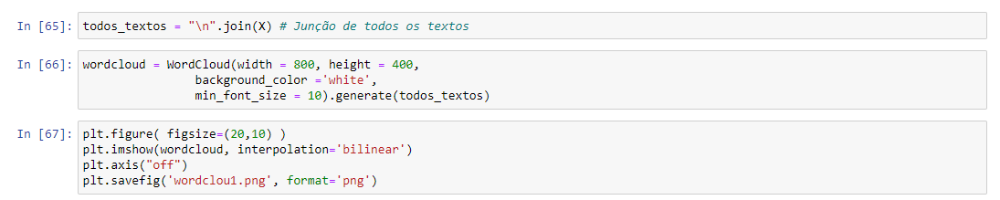 In [65]: todos_textos = "\n".join(X) # Junção de todos os textos
In [66]: wordcloud = WordCloud(width = 800, height = 400,
background_color ='white',
min_font_size = 10).generate(todos_textos)
In [67]: plt.figure( figsize=(20,10) )
plt.imshow(wordcloud, interpolation='bilinear')
plt.axis("off")
plt.savefig('wordclou1.png', format='png')